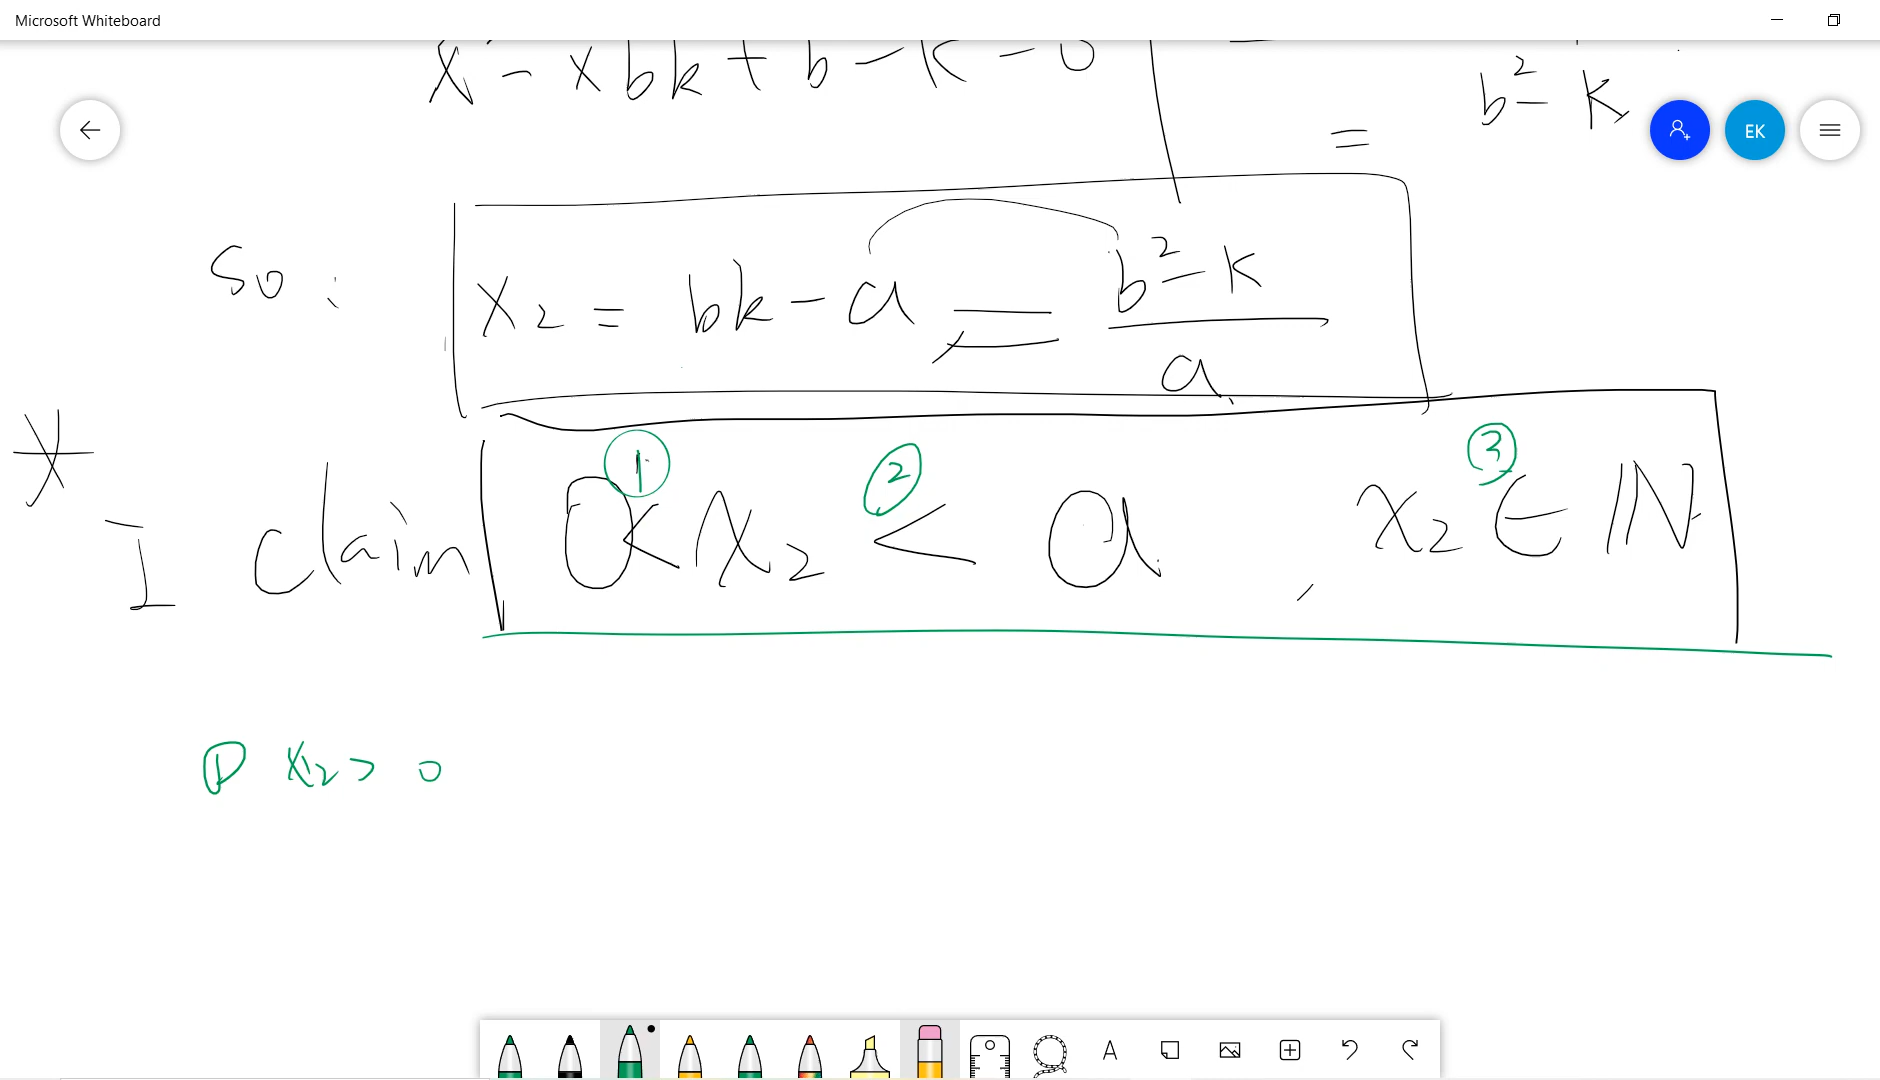 Microsoft Whiteboard
x² - xbk + b - k = 0
b² - k
=
EK
So: x₂ = bk - a = (b² - k)/a
① ② ③
* I claim 0 < x₂ < a, x₂ ∈ ℕ
① x₂ > 0
A